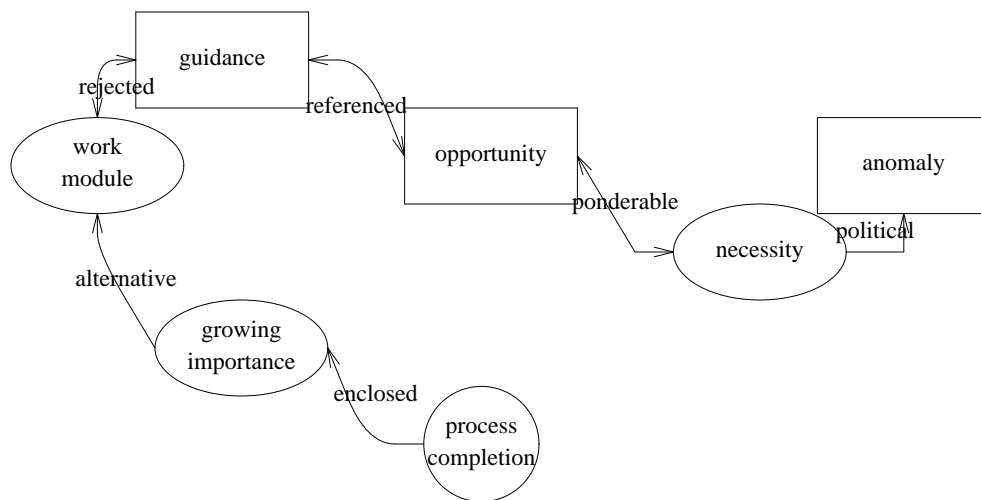 guidance
rejected
referenced
work
module
opportunity
anomaly
ponderable
political
necessity
alternative
growing
importance
enclosed
process
completion